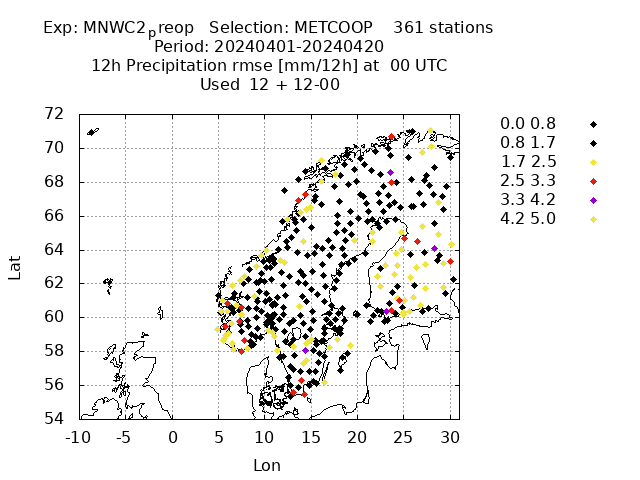 Exp: MNWC2preop   Selection: METCOOP    361 stations
Period: 20240401-20240420
12h Precipitation rmse [mm/12h] at  00 UTC
Used  12 + 12-00
72
70
68
66
64
62
60
58
56
54
Lat
-10 -5 0 5 10 15 20 25 30
Lon
0.0 0.8
0.8 1.7
1.7 2.5
2.5 3.3
3.3 4.2
4.2 5.0